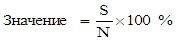 Значение = S/N × 100 %